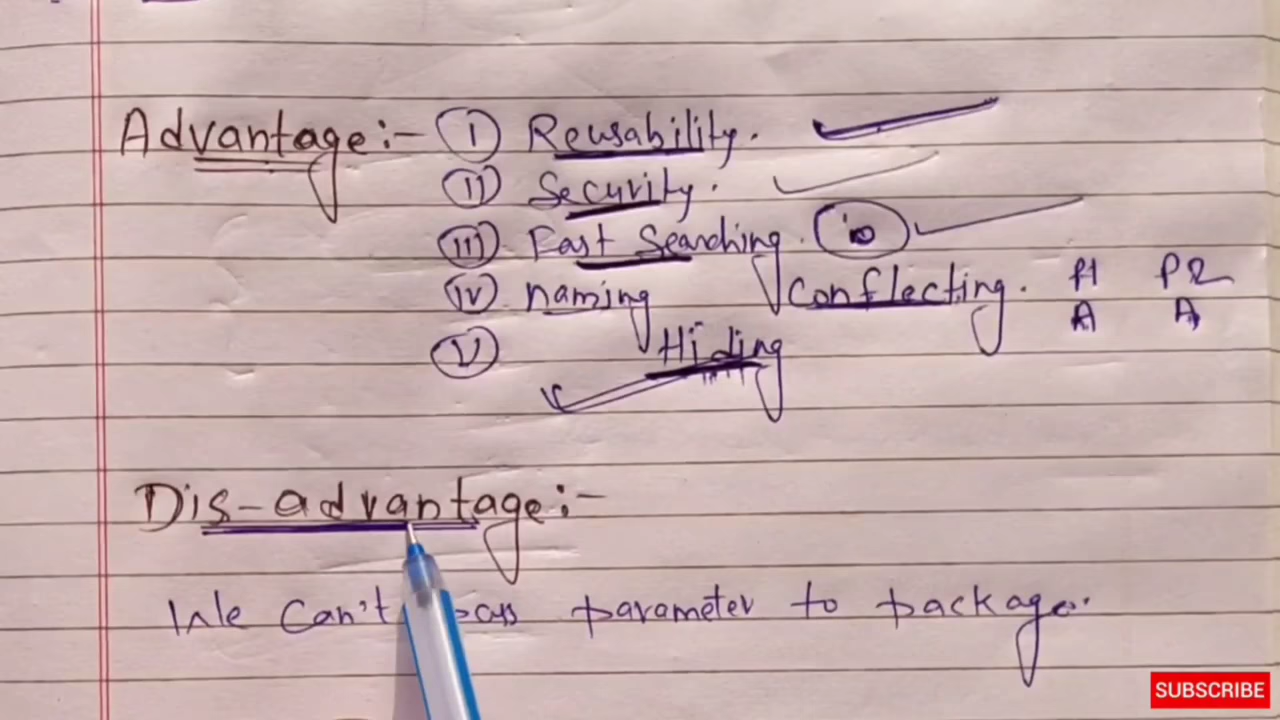 Advantage:- (I) Reusability.
(II) Security.
(III) Fast Searching. io
(IV) naming conflecting. P1 P2
A A
(V) Hiding
Dis-advantage:-
We Can't pass parameter to package.
SUBSCRIBE